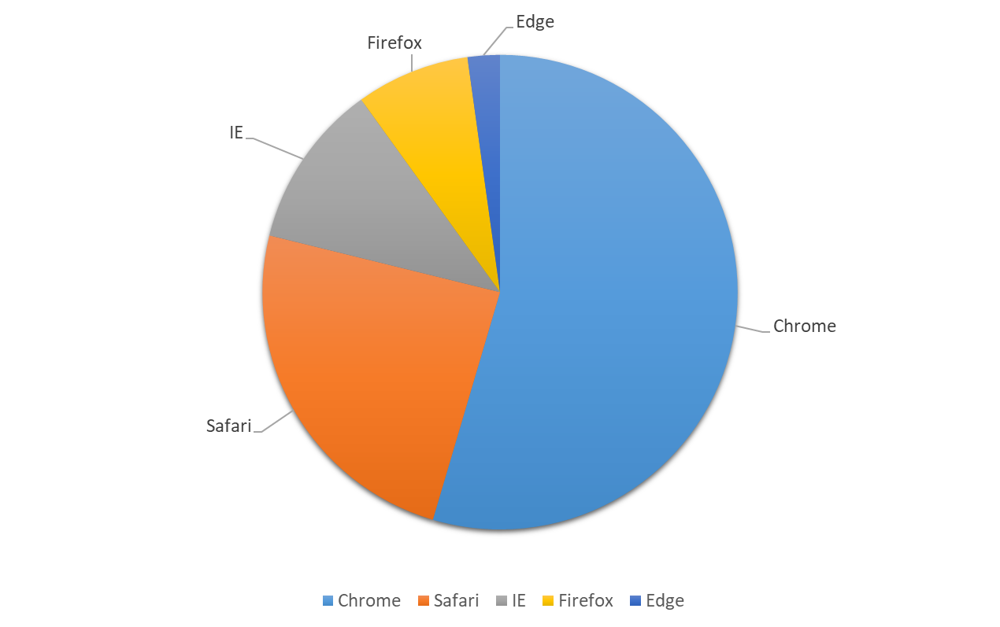 Edge
Firefox
IE
Chrome
Safari
Chrome Safari IE Firefox Edge